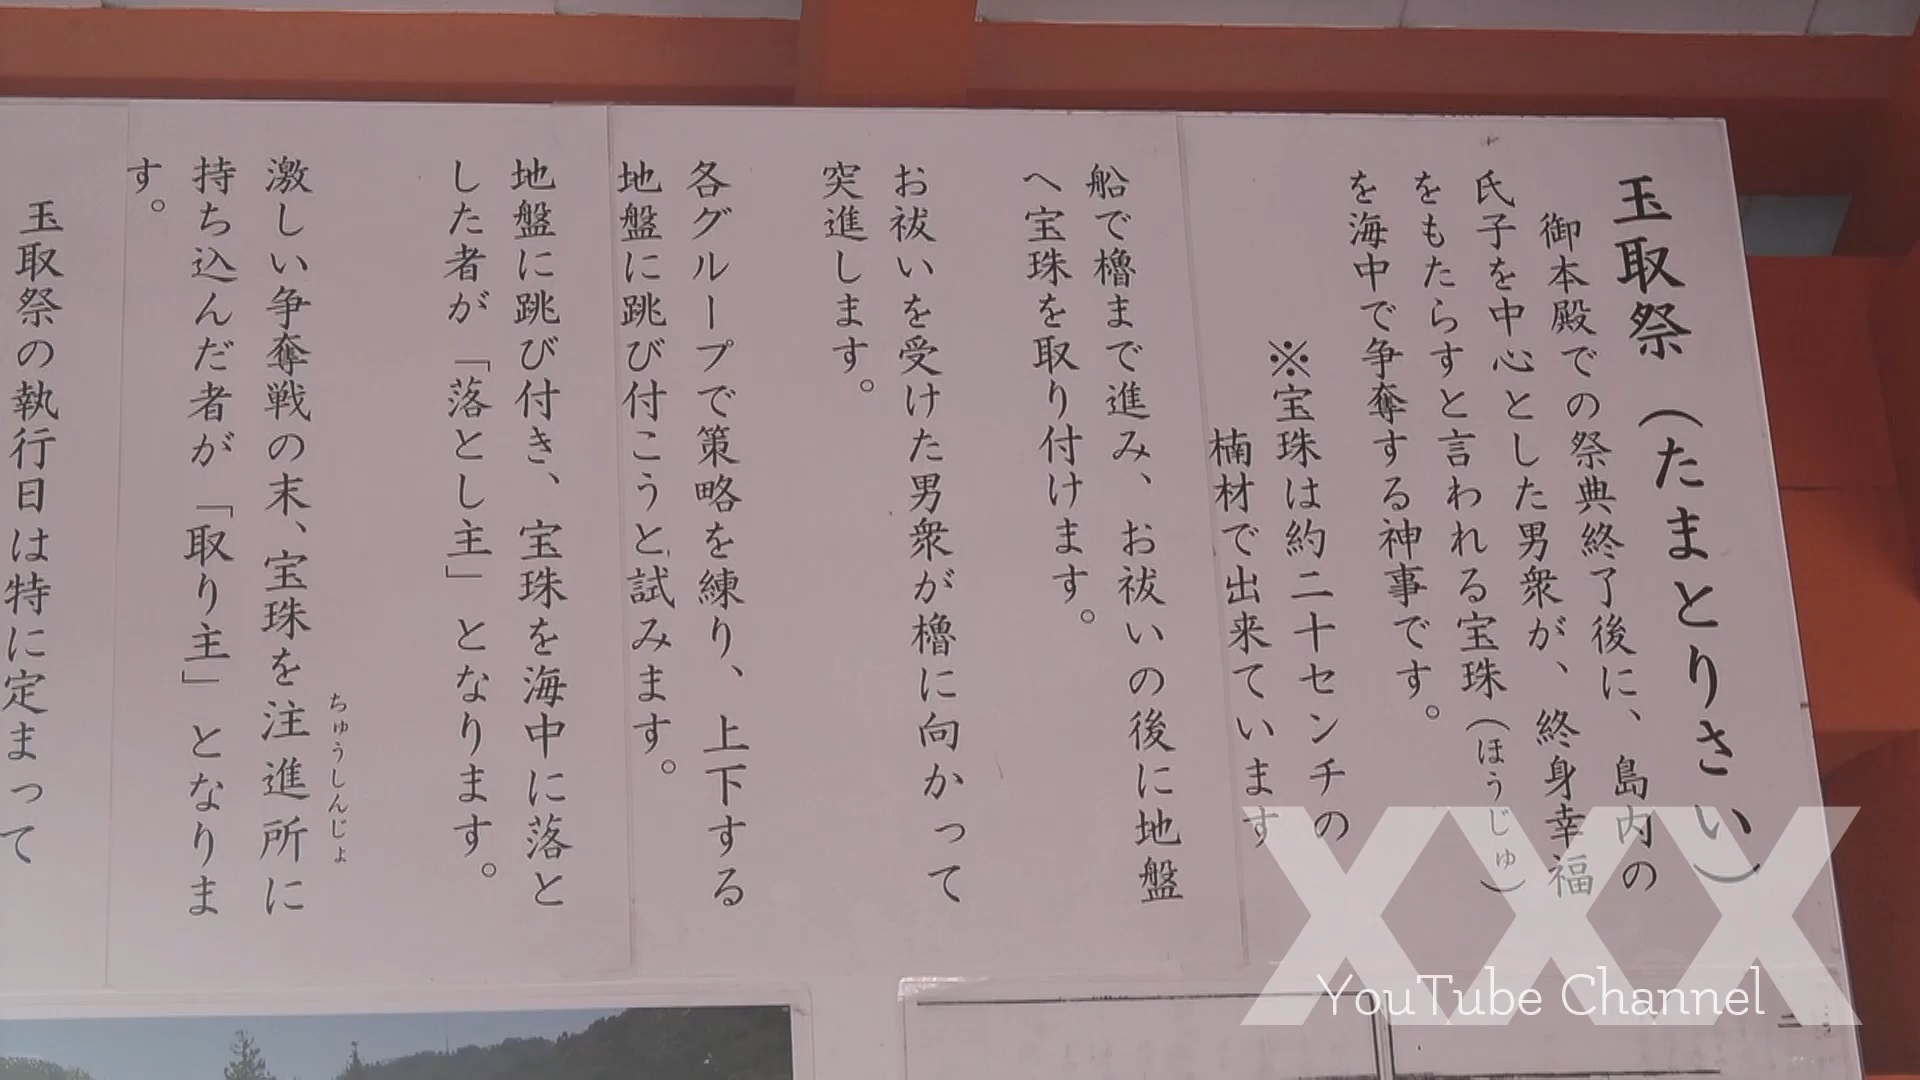 玉取祭（たまとりさい）
御本殿での祭典終了後に、島内の
氏子を中心とした男衆が、終身幸福
をもたらすと言われる宝珠（ほうじゅ）
を海中で争奪する神事です。
※宝珠は約二十センチの
楠材で出来ています
船で櫓まで進み、お祓いの後に地盤
へ宝珠を取り付けます。
お祓いを受けた男衆が櫓に向かって
突進します。
各グループで策略を練り、上下する
地盤に跳び付こうと試みます。
地盤に跳び付き、宝珠を海中に落と
した者が「落とし主」となります。
ちゅうしんじょ
激しい争奪戦の末、宝珠を注進所に
持ち込んだ者が「取り主」となりま
す。
玉取祭の執行日は特に定まって
XXX
YouTube Channel